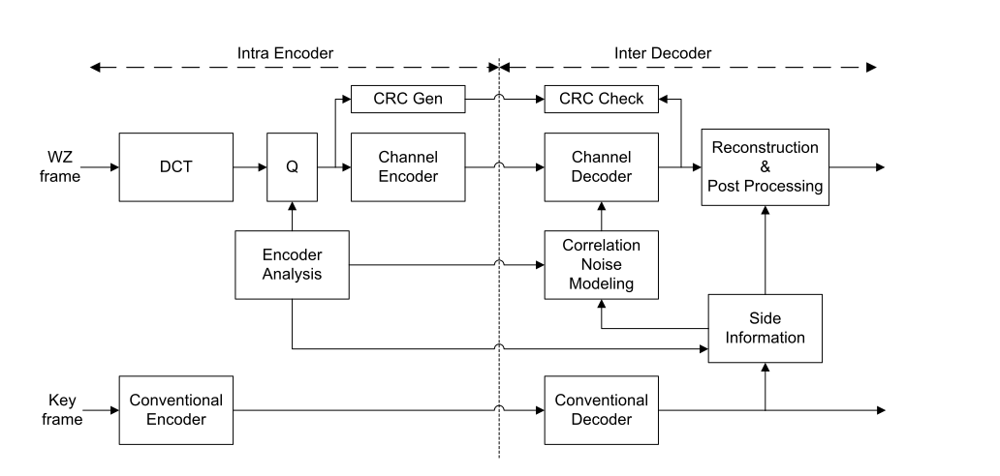 Intra Encoder
Inter Decoder
CRC Gen
CRC Check
WZ
frame
DCT
Q
Channel
Encoder
Channel
Decoder
Reconstruction
&
Post Processing
Encoder
Analysis
Correlation
Noise
Modeling
Side
Information
Key
frame
Conventional
Encoder
Conventional
Decoder